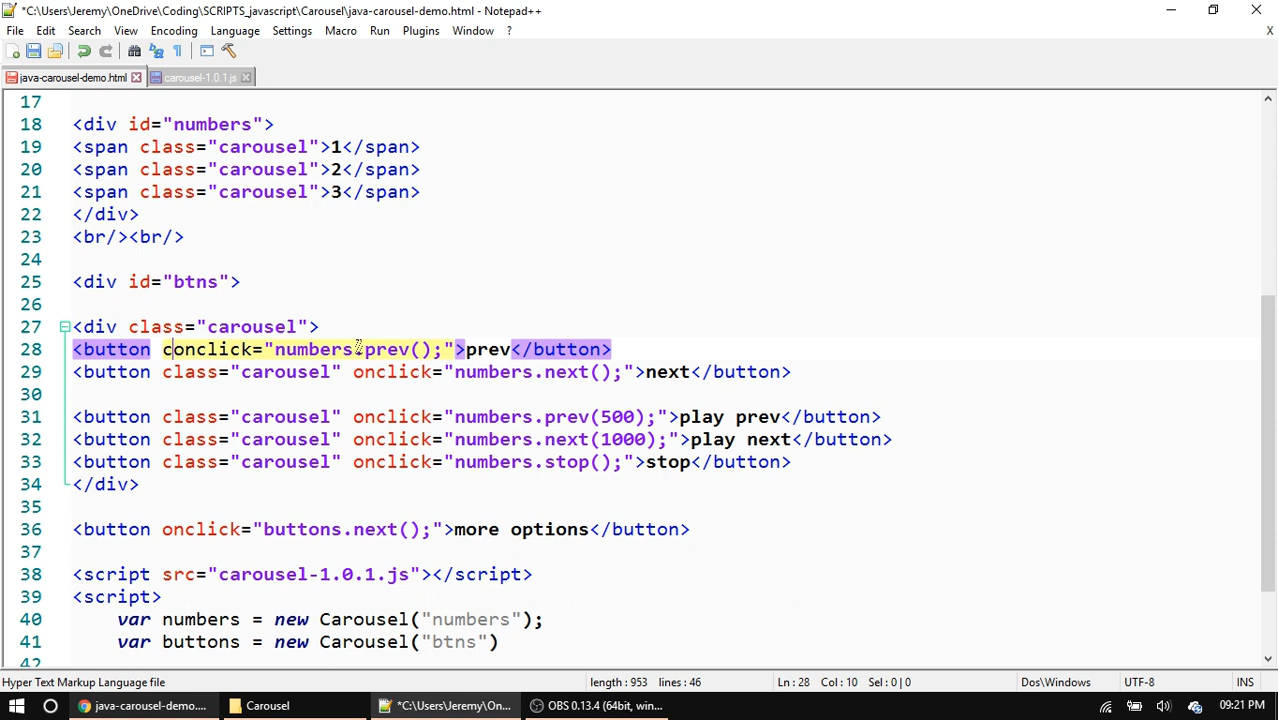 *C:\Users\Jeremy\OneDrive\Coding\SCRIPTS_javascript\Carousel\java-carousel-demo.html - Notepad++
File Edit Search View Encoding Language Settings Macro Run Plugins Window ? X
java-carousel-demo.html carousel-1.0.1.js
17
18 <div id="numbers">
19 <span class="carousel">1</span>
20 <span class="carousel">2</span>
21 <span class="carousel">3</span>
22 </div>
23 <br/><br/>
24
25 <div id="btns">
26
27 <div class="carousel">
28 <button conclick="numbers.prev();">prev</button>
29 <button class="carousel" onclick="numbers.next();">next</button>
30
31 <button class="carousel" onclick="numbers.prev(500);">play prev</button>
32 <button class="carousel" onclick="numbers.next(1000);">play next</button>
33 <button class="carousel" onclick="numbers.stop();">stop</button>
34 </div>
35
36 <button onclick="buttons.next();">more options</button>
37
38 <script src="carousel-1.0.1.js"></script>
39 <script>
40 var numbers = new Carousel("numbers");
41 var buttons = new Carousel("btns")
42
Hyper Text Markup Language file length : 953 lines : 46 Ln : 28 Col : 10 Sel : 0 | 0 Dos\Windows UTF-8 INS
java-carousel-demo.... Carousel *C:\Users\Jeremy\On... OBS 0.13.4 (64bit, win... 09:21 PM